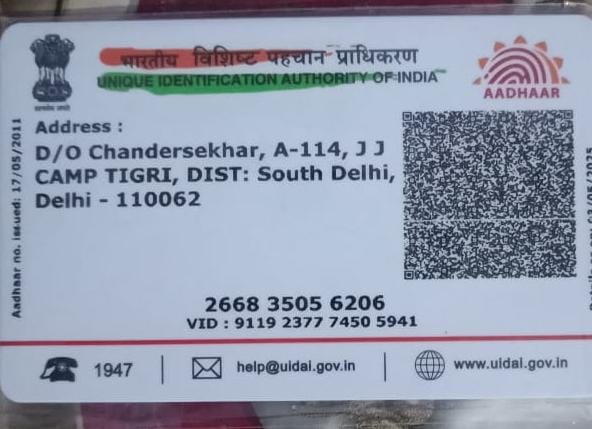 भारतीय विशिष्ट पहचान प्राधिकरण
UNIQUE IDENTIFICATION AUTHORITY OF INDIA
AADHAAR
Aadhaar no. issued: 17/05/2011
Address :
D/O Chandersekhar, A-114, J J
CAMP TIGRI, DIST: South Delhi,
Delhi - 110062
2668 3505 6206
VID : 9119 2377 7450 5941
1947
help@uidai.gov.in
www.uidai.gov.in